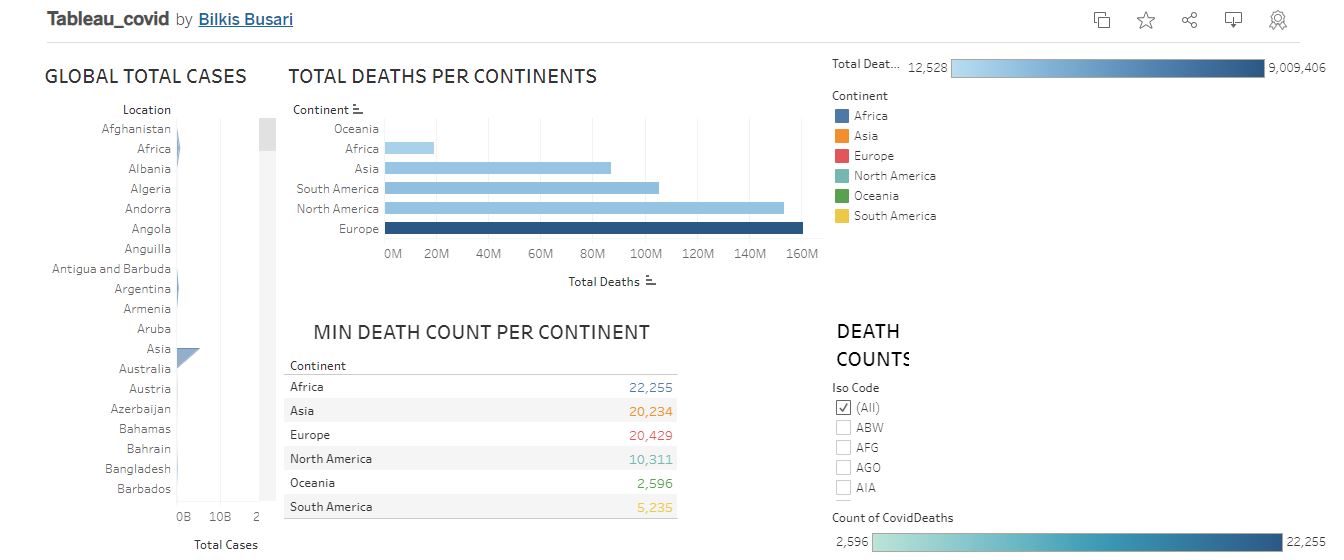 Tableau_covid by Bilkis Busari
GLOBAL TOTAL CASES
Location
Afghanistan
Africa
Albania
Algeria
Andorra
Angola
Anguilla
Antigua and Barbuda
Argentina
Armenia
Aruba
Asia
Australia
Austria
Azerbaijan
Bahamas
Bahrain
Bangladesh
Barbados
0B 10B 2
Total Cases
TOTAL DEATHS PER CONTINENTS
Continent
Oceania
Africa
Asia
South America
North America
Europe
0M 20M 40M 60M 80M 100M 120M 140M 160M
Total Deaths
MIN DEATH COUNT PER CONTINENT
Continent
Africa 22,255
Asia 20,234
Europe 20,429
North America 10,311
Oceania 2,596
South America 5,235
Total Deat... 12,528 9,009,406
Continent
Africa
Asia
Europe
North America
Oceania
South America
DEATH
COUNTS
Iso Code
(All)
ABW
AFG
AGO
AIA
Count of CovidDeaths
2,596 22,255